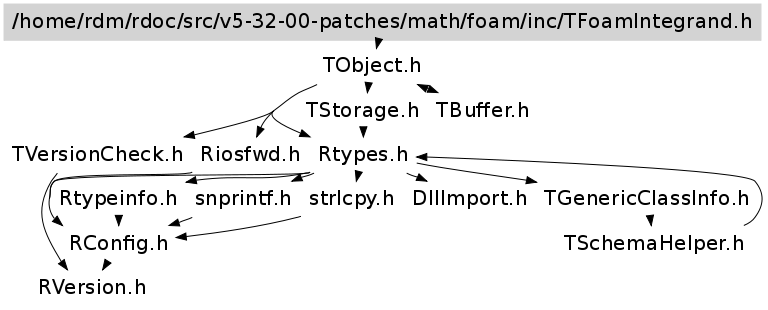 /home/rdm/rdoc/src/v5-32-00-patches/math/foam/inc/TFoamIntegrand.h
TObject.h
TStorage.h TBuffer.h
TVersionCheck.h Riosfwd.h Rtypes.h
Rtypeinfo.h snprintf.h strlcpy.h DllImport.h TGenericClassInfo.h
RConfig.h TSchemaHelper.h
RVersion.h